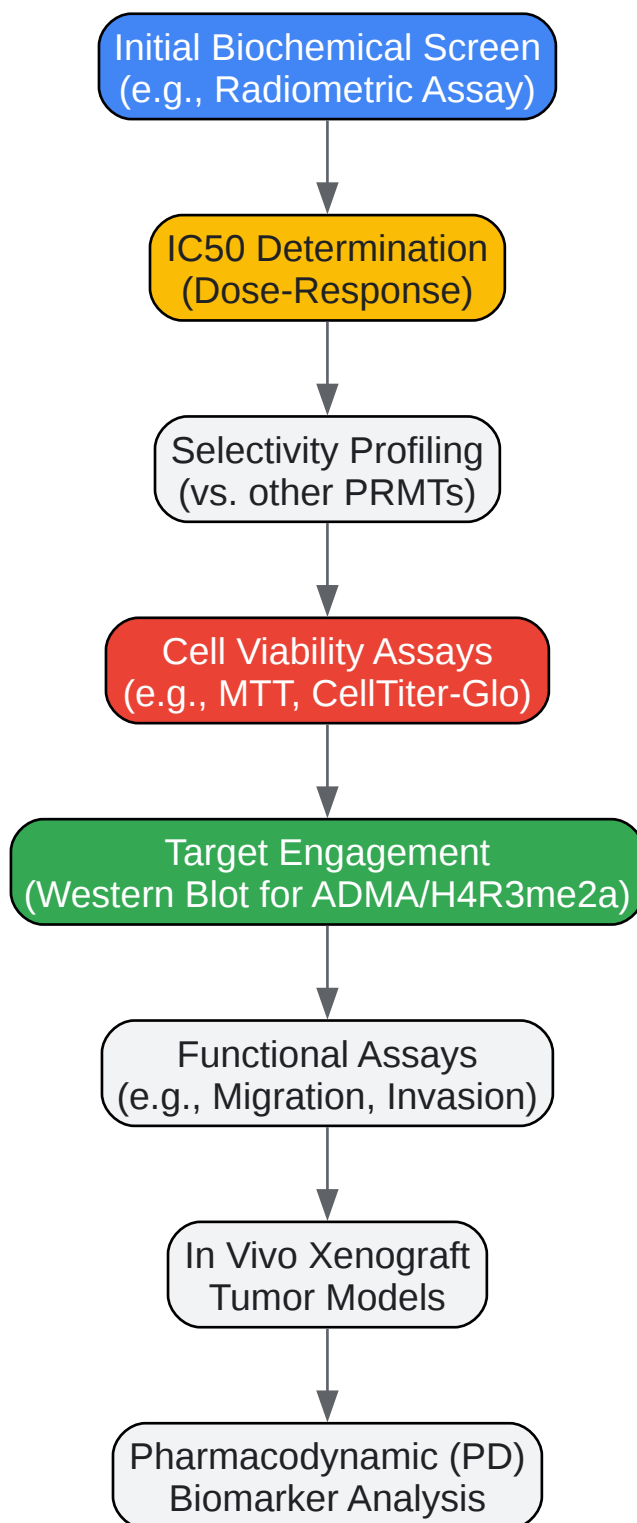 Initial Biochemical Screen
(e.g., Radiometric Assay)
IC50 Determination
(Dose-Response)
Selectivity Profiling
(vs. other PRMTs)
Cell Viability Assays
(e.g., MTT, CellTiter-Glo)
Target Engagement
(Western Blot for ADMA/H4R3me2a)
Functional Assays
(e.g., Migration, Invasion)
In Vivo Xenograft
Tumor Models
Pharmacodynamic (PD)
Biomarker Analysis